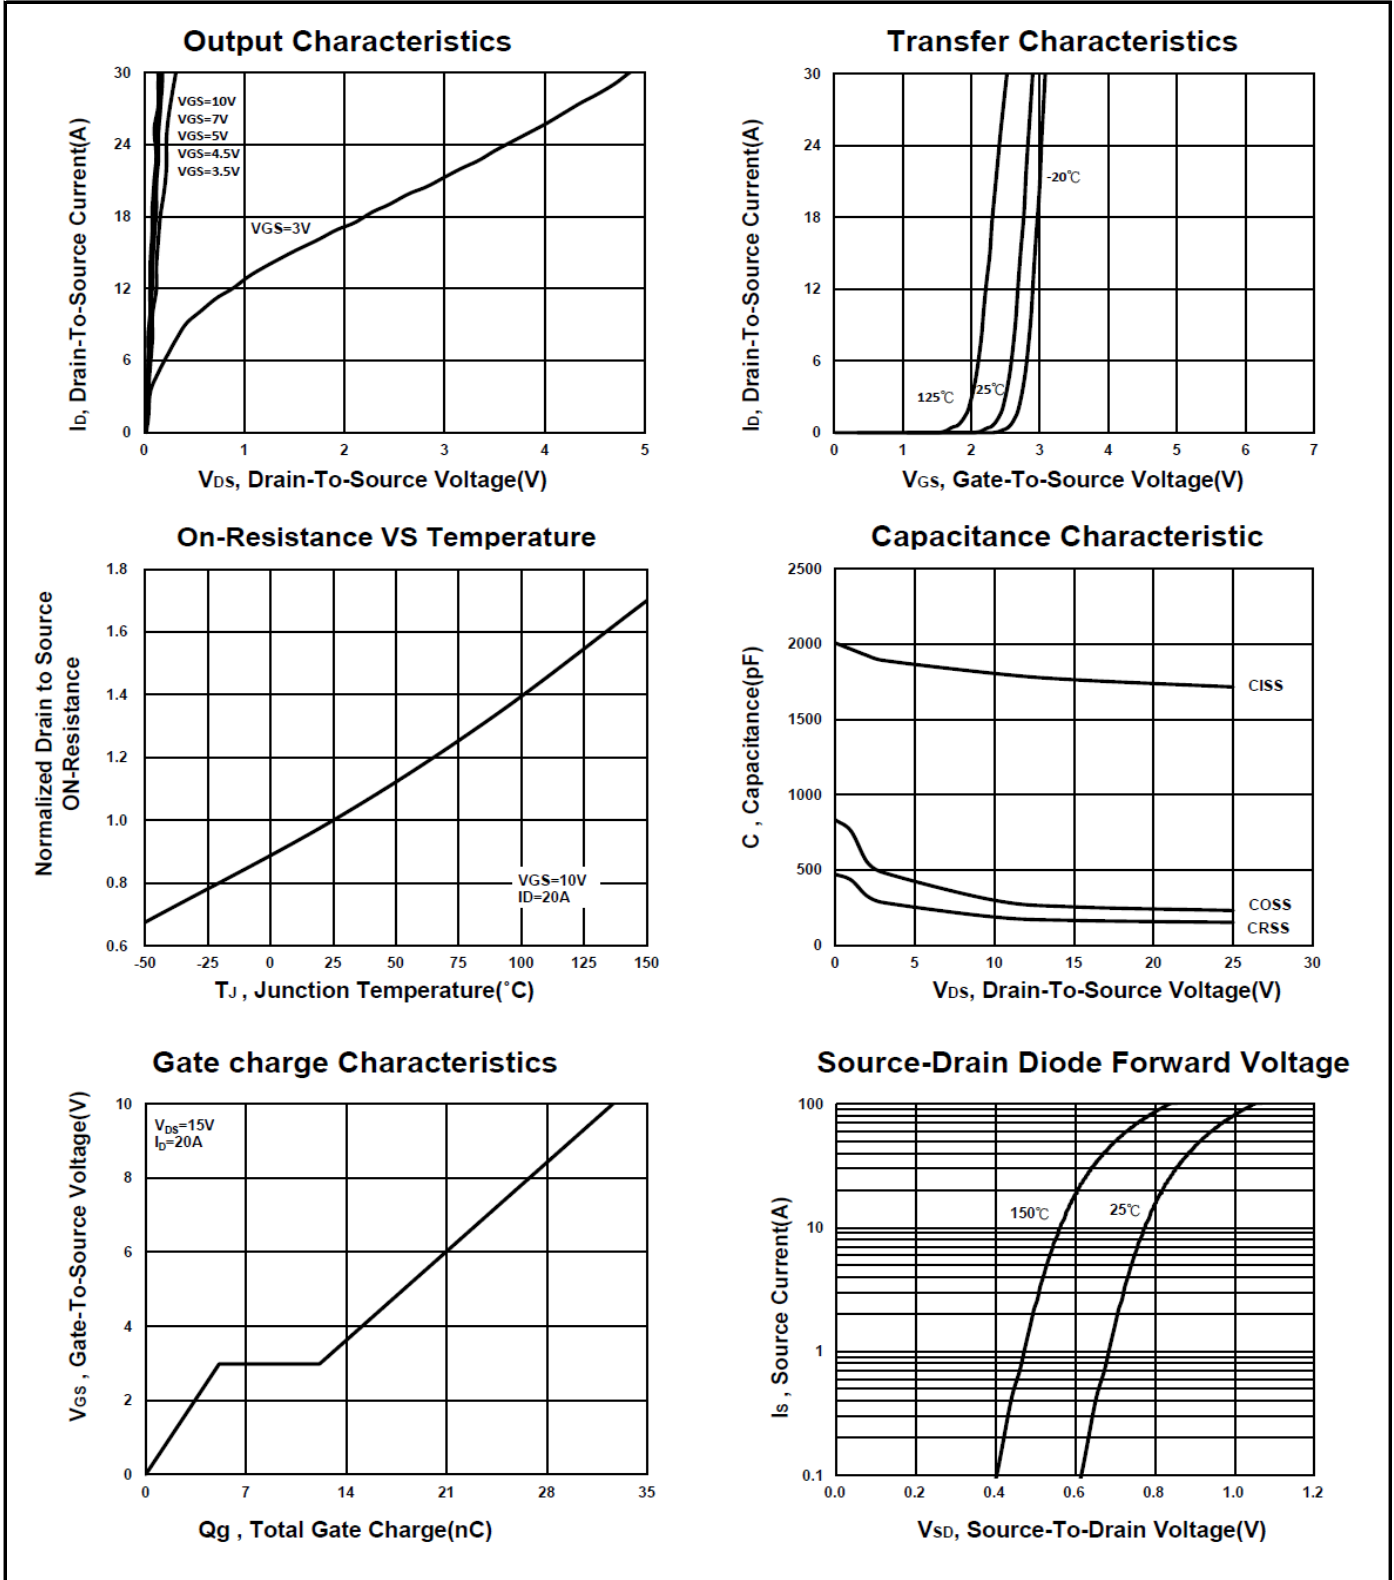 Output Characteristics
30
24
18
12
6
0
ID, Drain-To-Source Current(A)
VGS=10V
VGS=7V
VGS=5V
VGS=4.5V
VGS=3.5V
VGS=3V
0 1 2 3 4 5
VDS, Drain-To-Source Voltage(V)
Transfer Characteristics
30
24
18
12
6
0
ID, Drain-To-Source Current(A)
-20℃
125℃
25℃
0 1 2 3 4 5 6 7
VGS, Gate-To-Source Voltage(V)
On-Resistance VS Temperature
1.8
1.6
1.4
1.2
1.0
0.8
0.6
Normalized Drain to Source
ON-Resistance
VGS=10V
ID=20A
-50 -25 0 25 50 75 100 125 150
TJ , Junction Temperature(˚C)
Capacitance Characteristic
2500
2000
1500
1000
500
0
C , Capacitance(pF)
CISS
COSS
CRSS
0 5 10 15 20 25 30
VDS, Drain-To-Source Voltage(V)
Gate charge Characteristics
10
8
6
4
2
0
VGS , Gate-To-Source Voltage(V)
VDS=15V
ID=20A
0 7 14 21 28 35
Qg , Total Gate Charge(nC)
Source-Drain Diode Forward Voltage
100
10
1
0.1
IS , Source Current(A)
150℃
25℃
0.0 0.2 0.4 0.6 0.8 1.0 1.2
VSD, Source-To-Drain Voltage(V)